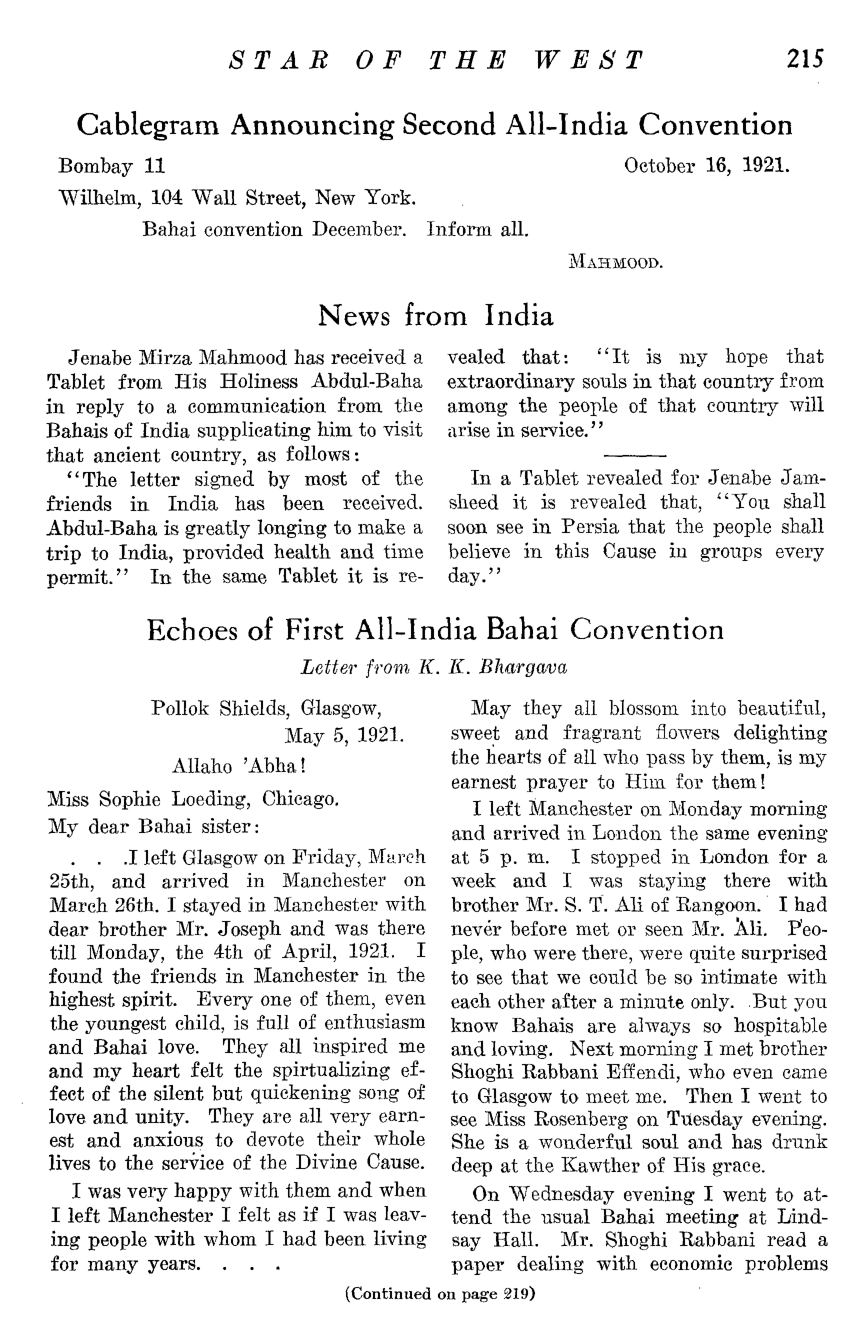 STAR OF THE WEST 215
Cablegram Announcing Second All-India Convention
Bombay 11 October 16, 1921.
Wilhelm, 104 Wall Street, New York.
Bahai convention December. Inform all.
MAHMOOD.
News from India
Jenabe Mirza Mahmood has received a
Tablet from His Holiness Abdul-Baha
in reply to a communication from the
Bahais of India supplicating him to visit
that ancient country, as follows:
“The letter signed by most of the
friends in India has been received.
Abdul-Baha is greatly longing to make a
trip to India, provided health and time
permit.” In the same Tablet it is re-
vealed that: “It is my hope that
extraordinary souls in that country from
among the people of that country will
arise in service.”
In a Tablet revealed for Jenabe Jam-
sheed it is revealed that, “You shall
soon see in Persia that the people shall
believe in this Cause in groups every
day.”
Echoes of First All-India Bahai Convention
Letter from K. K. Bhargava
Pollok Shields, Glasgow,
May 5, 1921.
Allaho 'Abha!
Miss Sophie Loeding, Chicago.
My dear Bahai sister:
. . .I left Glasgow on Friday, March
25th, and arrived in Manchester on
March 26th. I stayed in Manchester with
dear brother Mr. Joseph and was there
till Monday, the 4th of April, 1921. I
found the friends in Manchester in the
highest spirit. Every one of them, even
the youngest child, is full of enthusiasm
and Bahai love. They all inspired me
and my heart felt the spirtualizing ef-
fect of the silent but quickening song of
love and unity. They are all very earn-
est and anxious to devote their whole
lives to the service of the Divine Cause.
I was very happy with them and when
I left Manchester I felt as if I was leav-
ing people with whom I had been living
for many years. . . .
May they all blossom into beautiful,
sweet and fragrant flowers delighting
the hearts of all who pass by them, is my
earnest prayer to Him for them!
I left Manchester on Monday morning
and arrived in London the same evening
at 5 p. m. I stopped in London for a
week and I was staying there with
brother Mr. S. T. Ali of Rangoon. I had
never before met or seen Mr. Ali. Peo-
ple, who were there, were quite surprised
to see that we could be so intimate with
each other after a minute only. But you
know Bahais are always so hospitable
and loving. Next morning I met brother
Shoghi Rabbani Effendi, who even came
to Glasgow to meet me. Then I went to
see Miss Rosenberg on Tuesday evening.
She is a wonderful soul and has drunk
deep at the Kawther of His grace.
On Wednesday evening I went to at-
tend the usual Bahai meeting at Lind-
say Hall. Mr. Shoghi Rabbani read a
paper dealing with economic problems
(Continued on page 219)